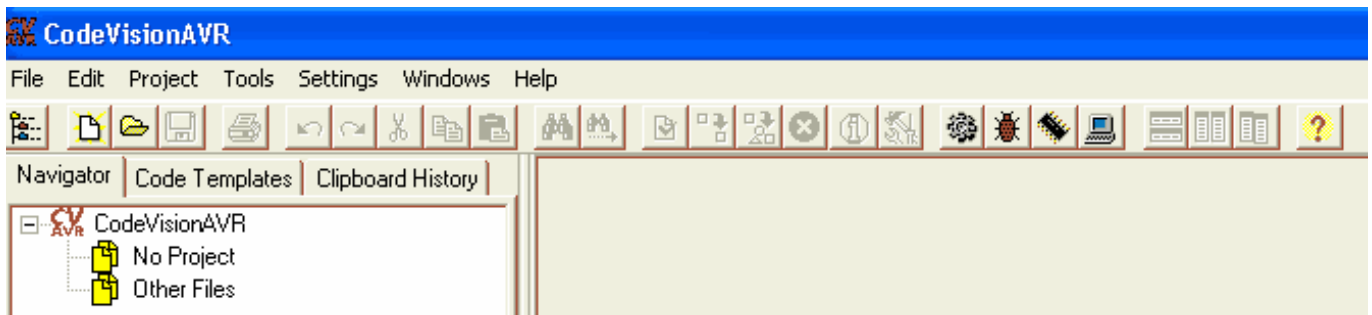 CodeVisionAVR
File Edit Project Tools Settings Windows Help
Navigator Code Templates Clipboard History
CodeVisionAVR
No Project
Other Files